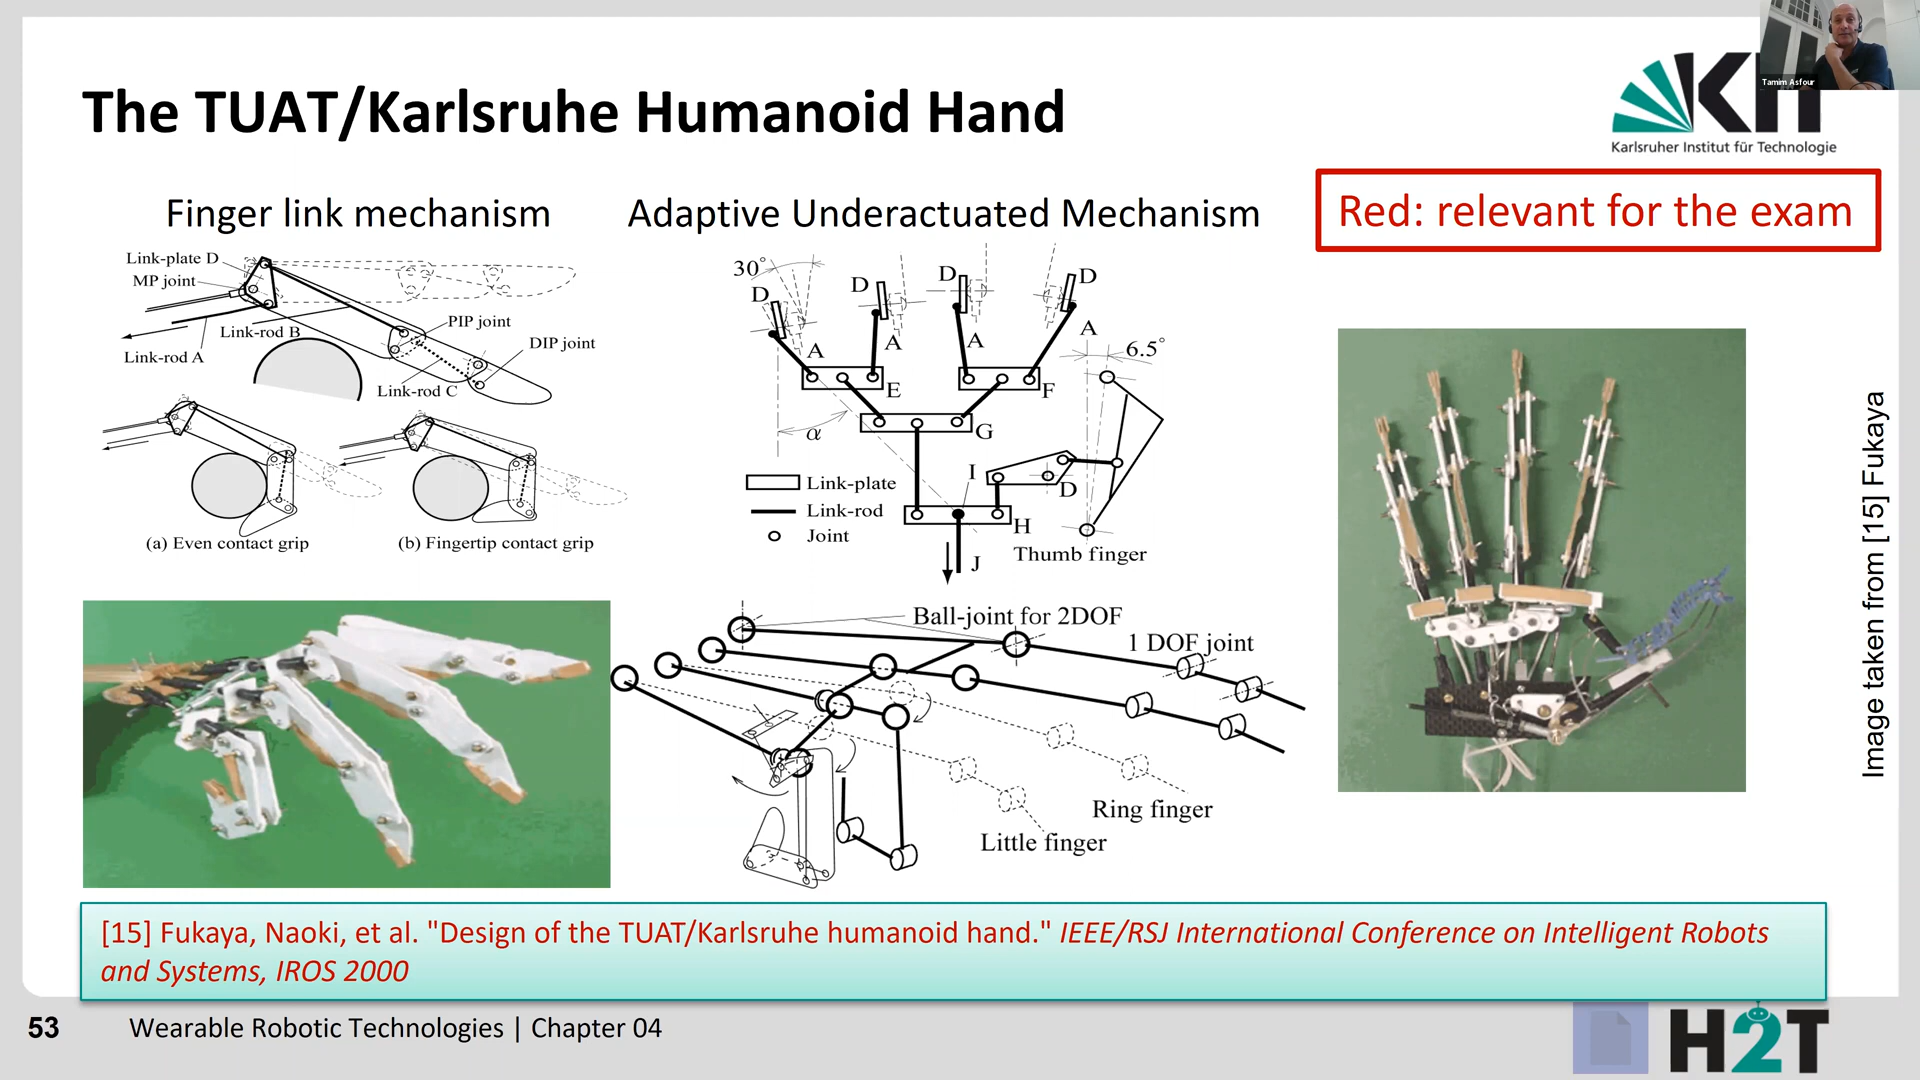 Tamim Asfour
The TUAT/Karlsruhe Humanoid Hand
KIT
Karlsruher Institut für Technologie
Finger link mechanism
Adaptive Underactuated Mechanism
Red: relevant for the exam
Link-plate D
MP joint
Link-rod B
Link-rod A
PIP joint
DIP joint
Link-rod C
(a) Even contact grip
(b) Fingertip contact grip
30°
D
D
D
D
A
A
A
A
6.5°
E
F
α
G
I
D
H
J
Link-plate
Link-rod
Joint
Thumb finger
Ball-joint for 2DOF
1 DOF joint
Ring finger
Little finger
Image taken from [15] Fukaya
[15] Fukaya, Naoki, et al. "Design of the TUAT/Karlsruhe humanoid hand." IEEE/RSJ International Conference on Intelligent Robots
and Systems, IROS 2000
53
Wearable Robotic Technologies | Chapter 04
H2T